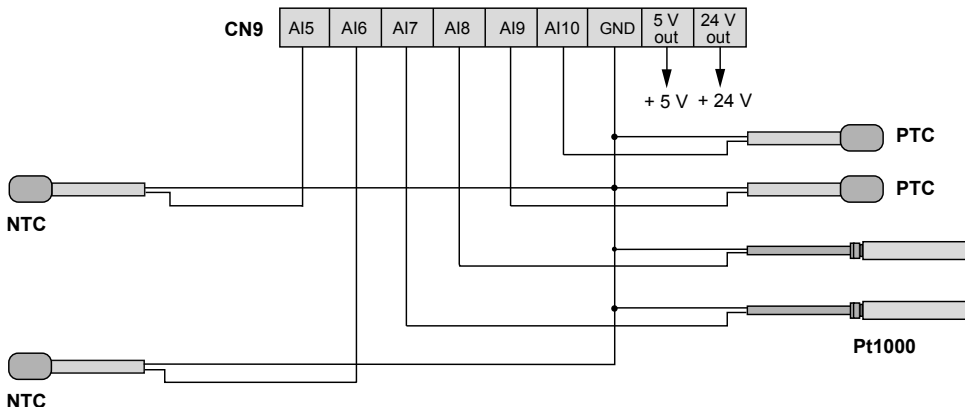 CN9 AI5 AI6 AI7 AI8 AI9 AI10 GND 5 V out 24 V out
+ 5 V + 24 V
PTC
PTC
NTC
Pt1000
NTC